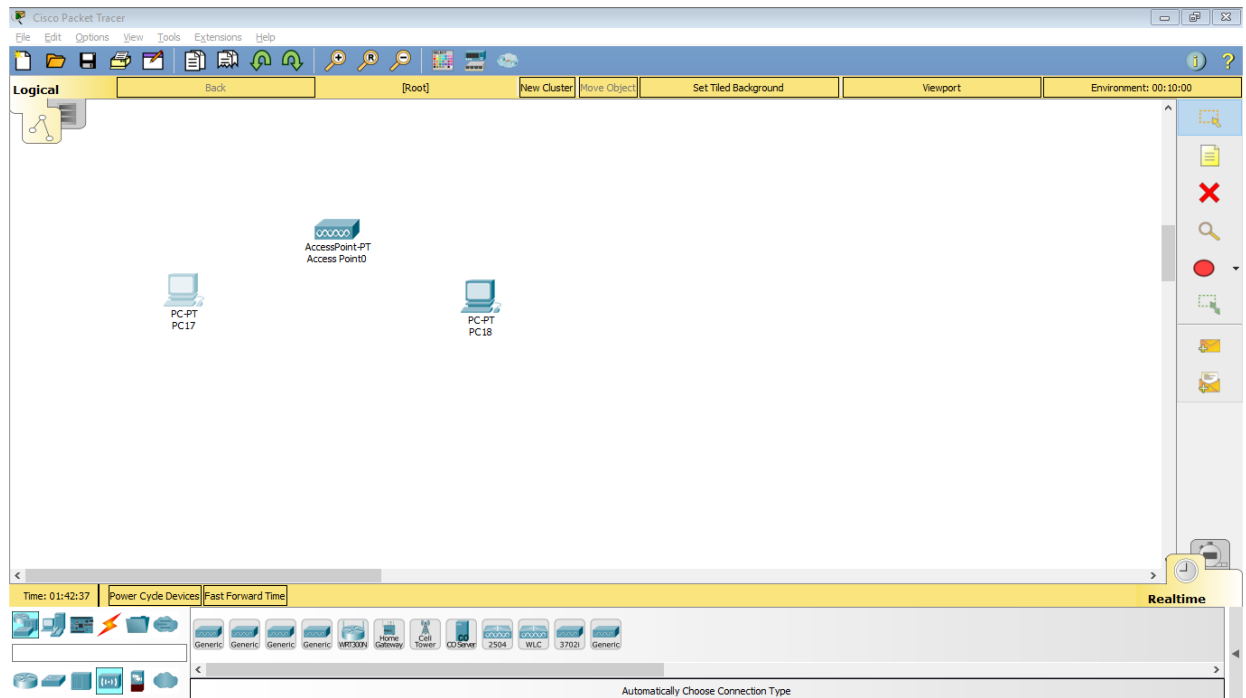 Cisco Packet Tracer
File Edit Options View Tools Extensions Help
Logical Back [Root] New Cluster Move Object Set Tiled Background Viewport Environment: 00:10:00
AccessPoint-PT
Access Point0
PC-PT
PC17
PC-PT
PC18
Time: 01:42:37 Power Cycle Devices Fast Forward Time Realtime
Generic Generic Generic Generic WRT300N Home Gateway Cell Tower CO Server 2504 WLC 3702i Generic
Automatically Choose Connection Type